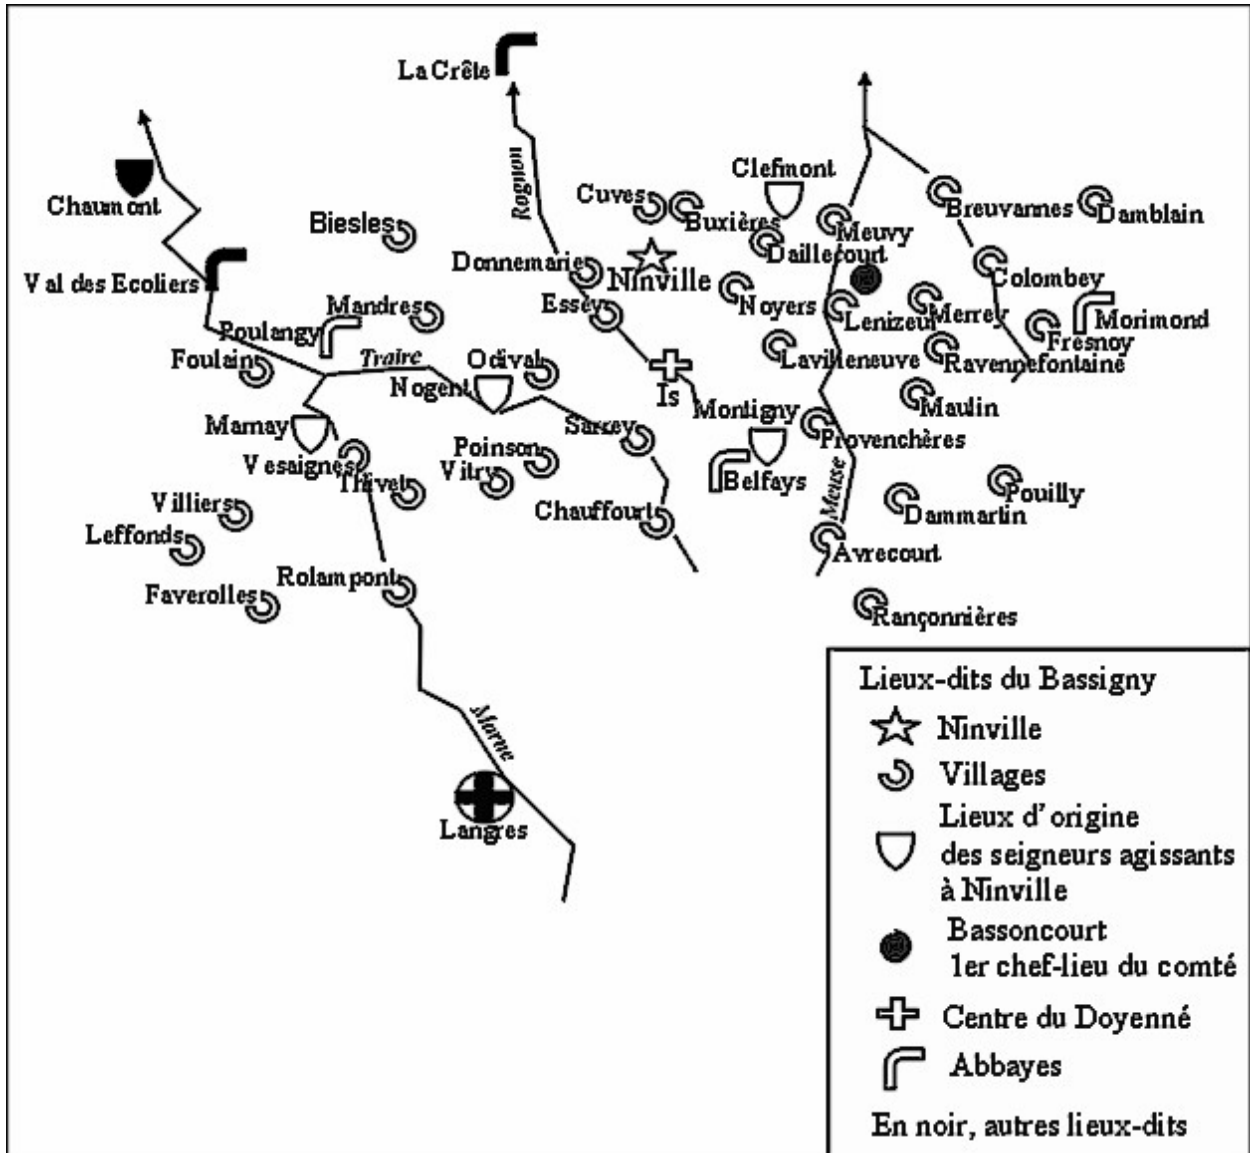 La Crête
Chaumont
Val des Ecoliers
Biesles
Rognon
Cuves
Buxières
Clefmont
Meuvy
Daillecourt
Breuvannes
Damblain
Donnemarie
Ninville
Colombey
Essey
Noyers
Lenizeul
Merrey
Morimond
Fresnoy
Mandres
Poulangy
Foulain
Traire
Nogent
Odival
Is
Lavilleneuve
Ravennefontaine
Marnay
Vesaignes
Thivet
Poinson
Vitry
Sarrey
Montigny
Belfays
Provenchères
Maulin
Meuse
Pouilly
Dammartin
Villiers
Leffonds
Chauffourt
Avrecourt
Faverolles
Rolampont
Rançonnières
Marne
Langres
Lieux-dits du Bassigny
Ninville
Villages
Lieux d'origine
des seigneurs agissants
à Ninville
Bassoncourt
1er chef-lieu du comté
Centre du Doyenné
Abbayes
En noir, autres lieux-dits